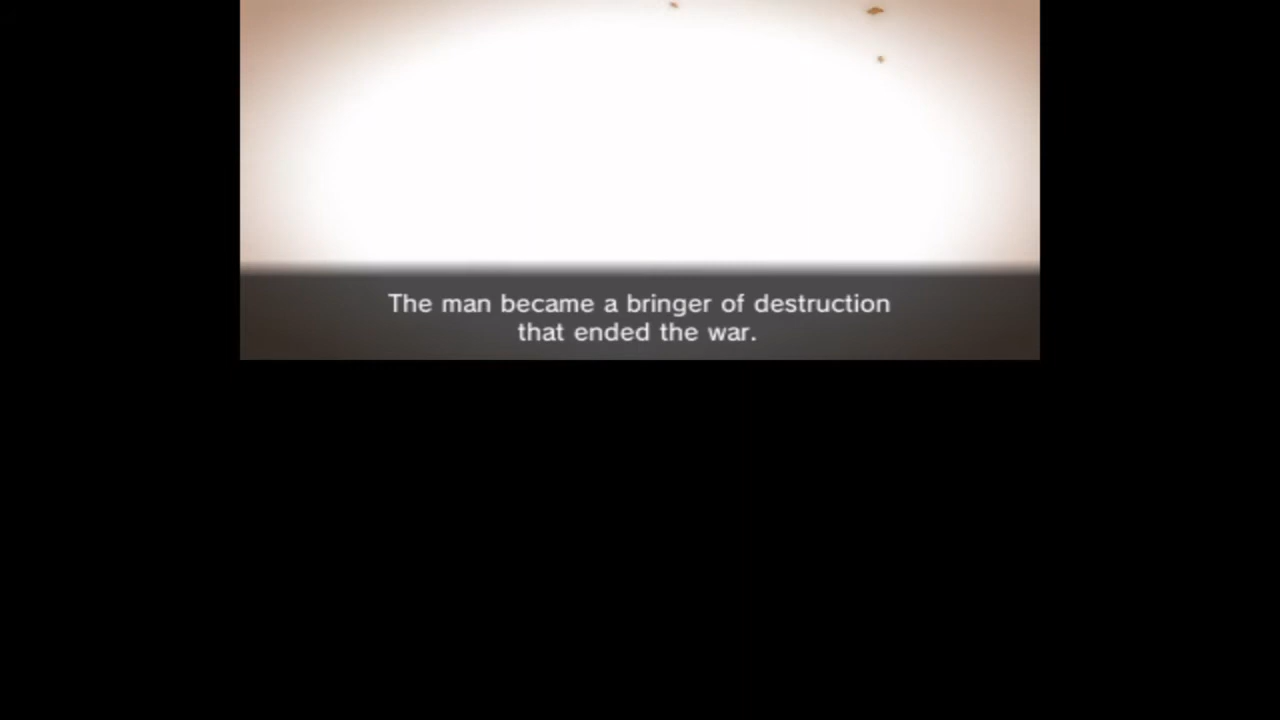 The man became a bringer of destruction
that ended the war.